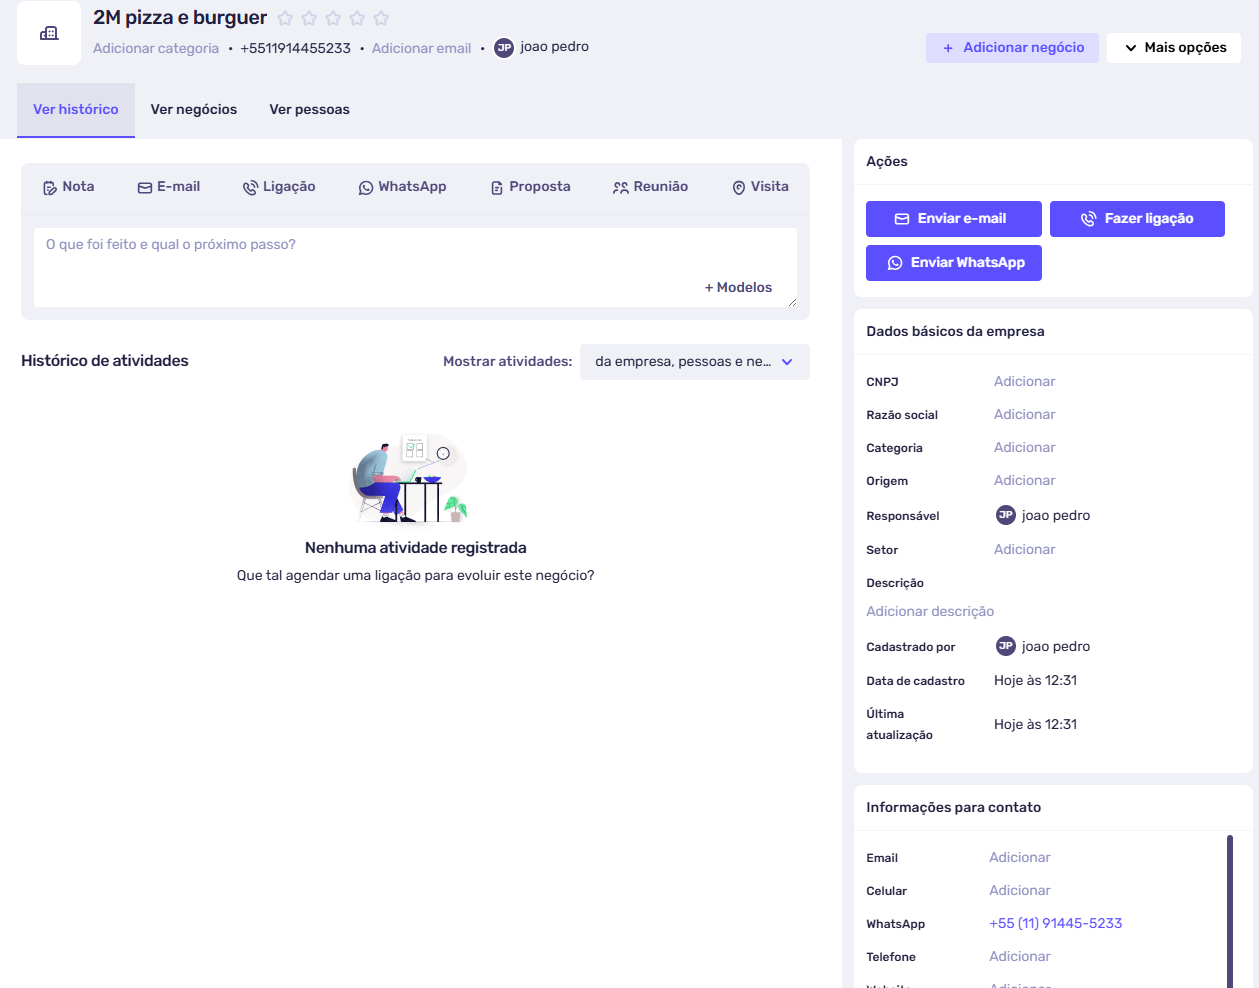 2M pizza e burguer
Adicionar categoria • +5511914455233 • Adicionar email • JP joao pedro
+ Adicionar negócio
Mais opções
Ver histórico
Ver negócios
Ver pessoas
Nota
E-mail
Ligação
WhatsApp
Proposta
Reunião
Visita
O que foi feito e qual o próximo passo?
+ Modelos
Histórico de atividades
Mostrar atividades:
da empresa, pessoas e ne...
Nenhuma atividade registrada
Que tal agendar uma ligação para evoluir este negócio?
Ações
Enviar e-mail
Fazer ligação
Enviar WhatsApp
Dados básicos da empresa
CNPJ Adicionar
Razão social Adicionar
Categoria Adicionar
Origem Adicionar
Responsável JP joao pedro
Setor Adicionar
Descrição
Adicionar descrição
Cadastrado por JP joao pedro
Data de cadastro Hoje às 12:31
Última
atualização
Hoje às 12:31
Informações para contato
Email Adicionar
Celular Adicionar
WhatsApp +55 (11) 91445-5233
Telefone Adicionar